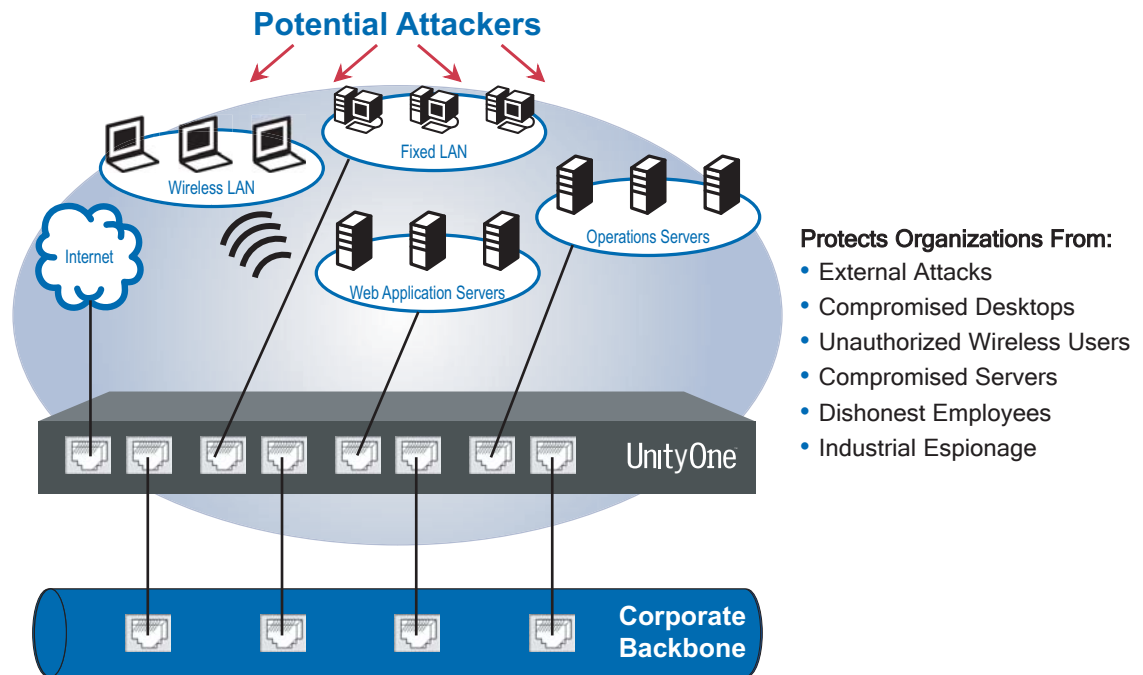 Potential Attackers
Fixed LAN
Wireless LAN
Internet
Operations Servers
Web Application Servers
Protects Organizations From:
• External Attacks
• Compromised Desktops
• Unauthorized Wireless Users
• Compromised Servers
• Dishonest Employees
• Industrial Espionage
UnityOne™
Corporate
Backbone